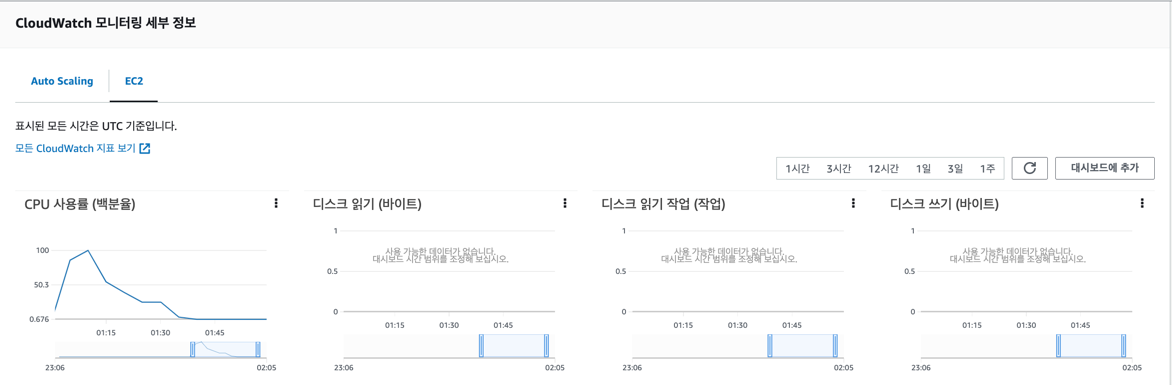 CloudWatch 모니터링 세부 정보
Auto Scaling
EC2
표시된 모든 시간은 UTC 기준입니다.
모든 CloudWatch 지표 보기
1시간 3시간 12시간 1일 3일 1주
대시보드에 추가
CPU 사용률 (백분율)
100
50.3
0.676
01:15 01:30 01:45
23:06 02:05
디스크 읽기 (바이트)
1
사용 가능한 데이터가 없습니다.
대시보드 시간 범위를 조정해 보십시오.
0.5
0
01:15 01:30 01:45
23:06 02:05
디스크 읽기 작업 (작업)
1
사용 가능한 데이터가 없습니다.
대시보드 시간 범위를 조정해 보십시오.
0.5
0
01:15 01:30 01:45
23:06 02:05
디스크 쓰기 (바이트)
1
사용 가능한 데이터가 없습니다.
대시보드 시간 범위를 조정해 보십시오.
0.5
0
01:15 01:30 01:45
23:06 02:05